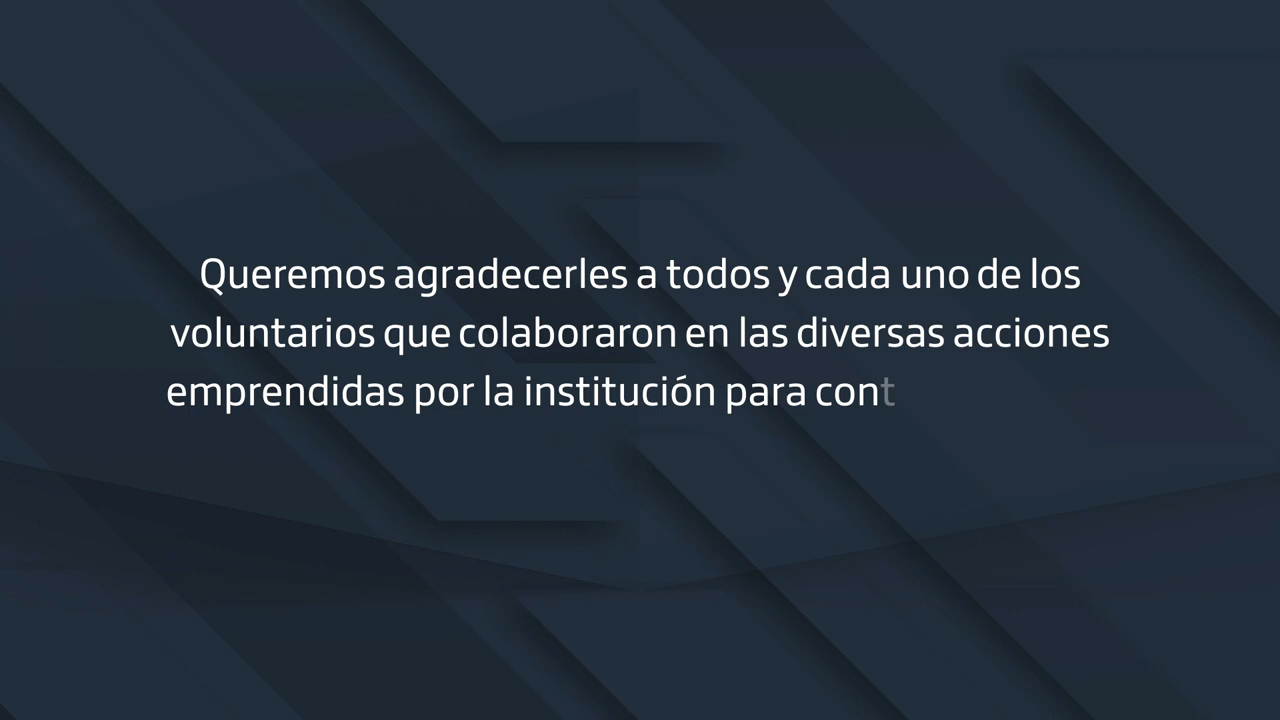 Queremos agradecerles a todos y cada uno de los
voluntarios que colaboraron en las diversas acciones
emprendidas por la institución para cont